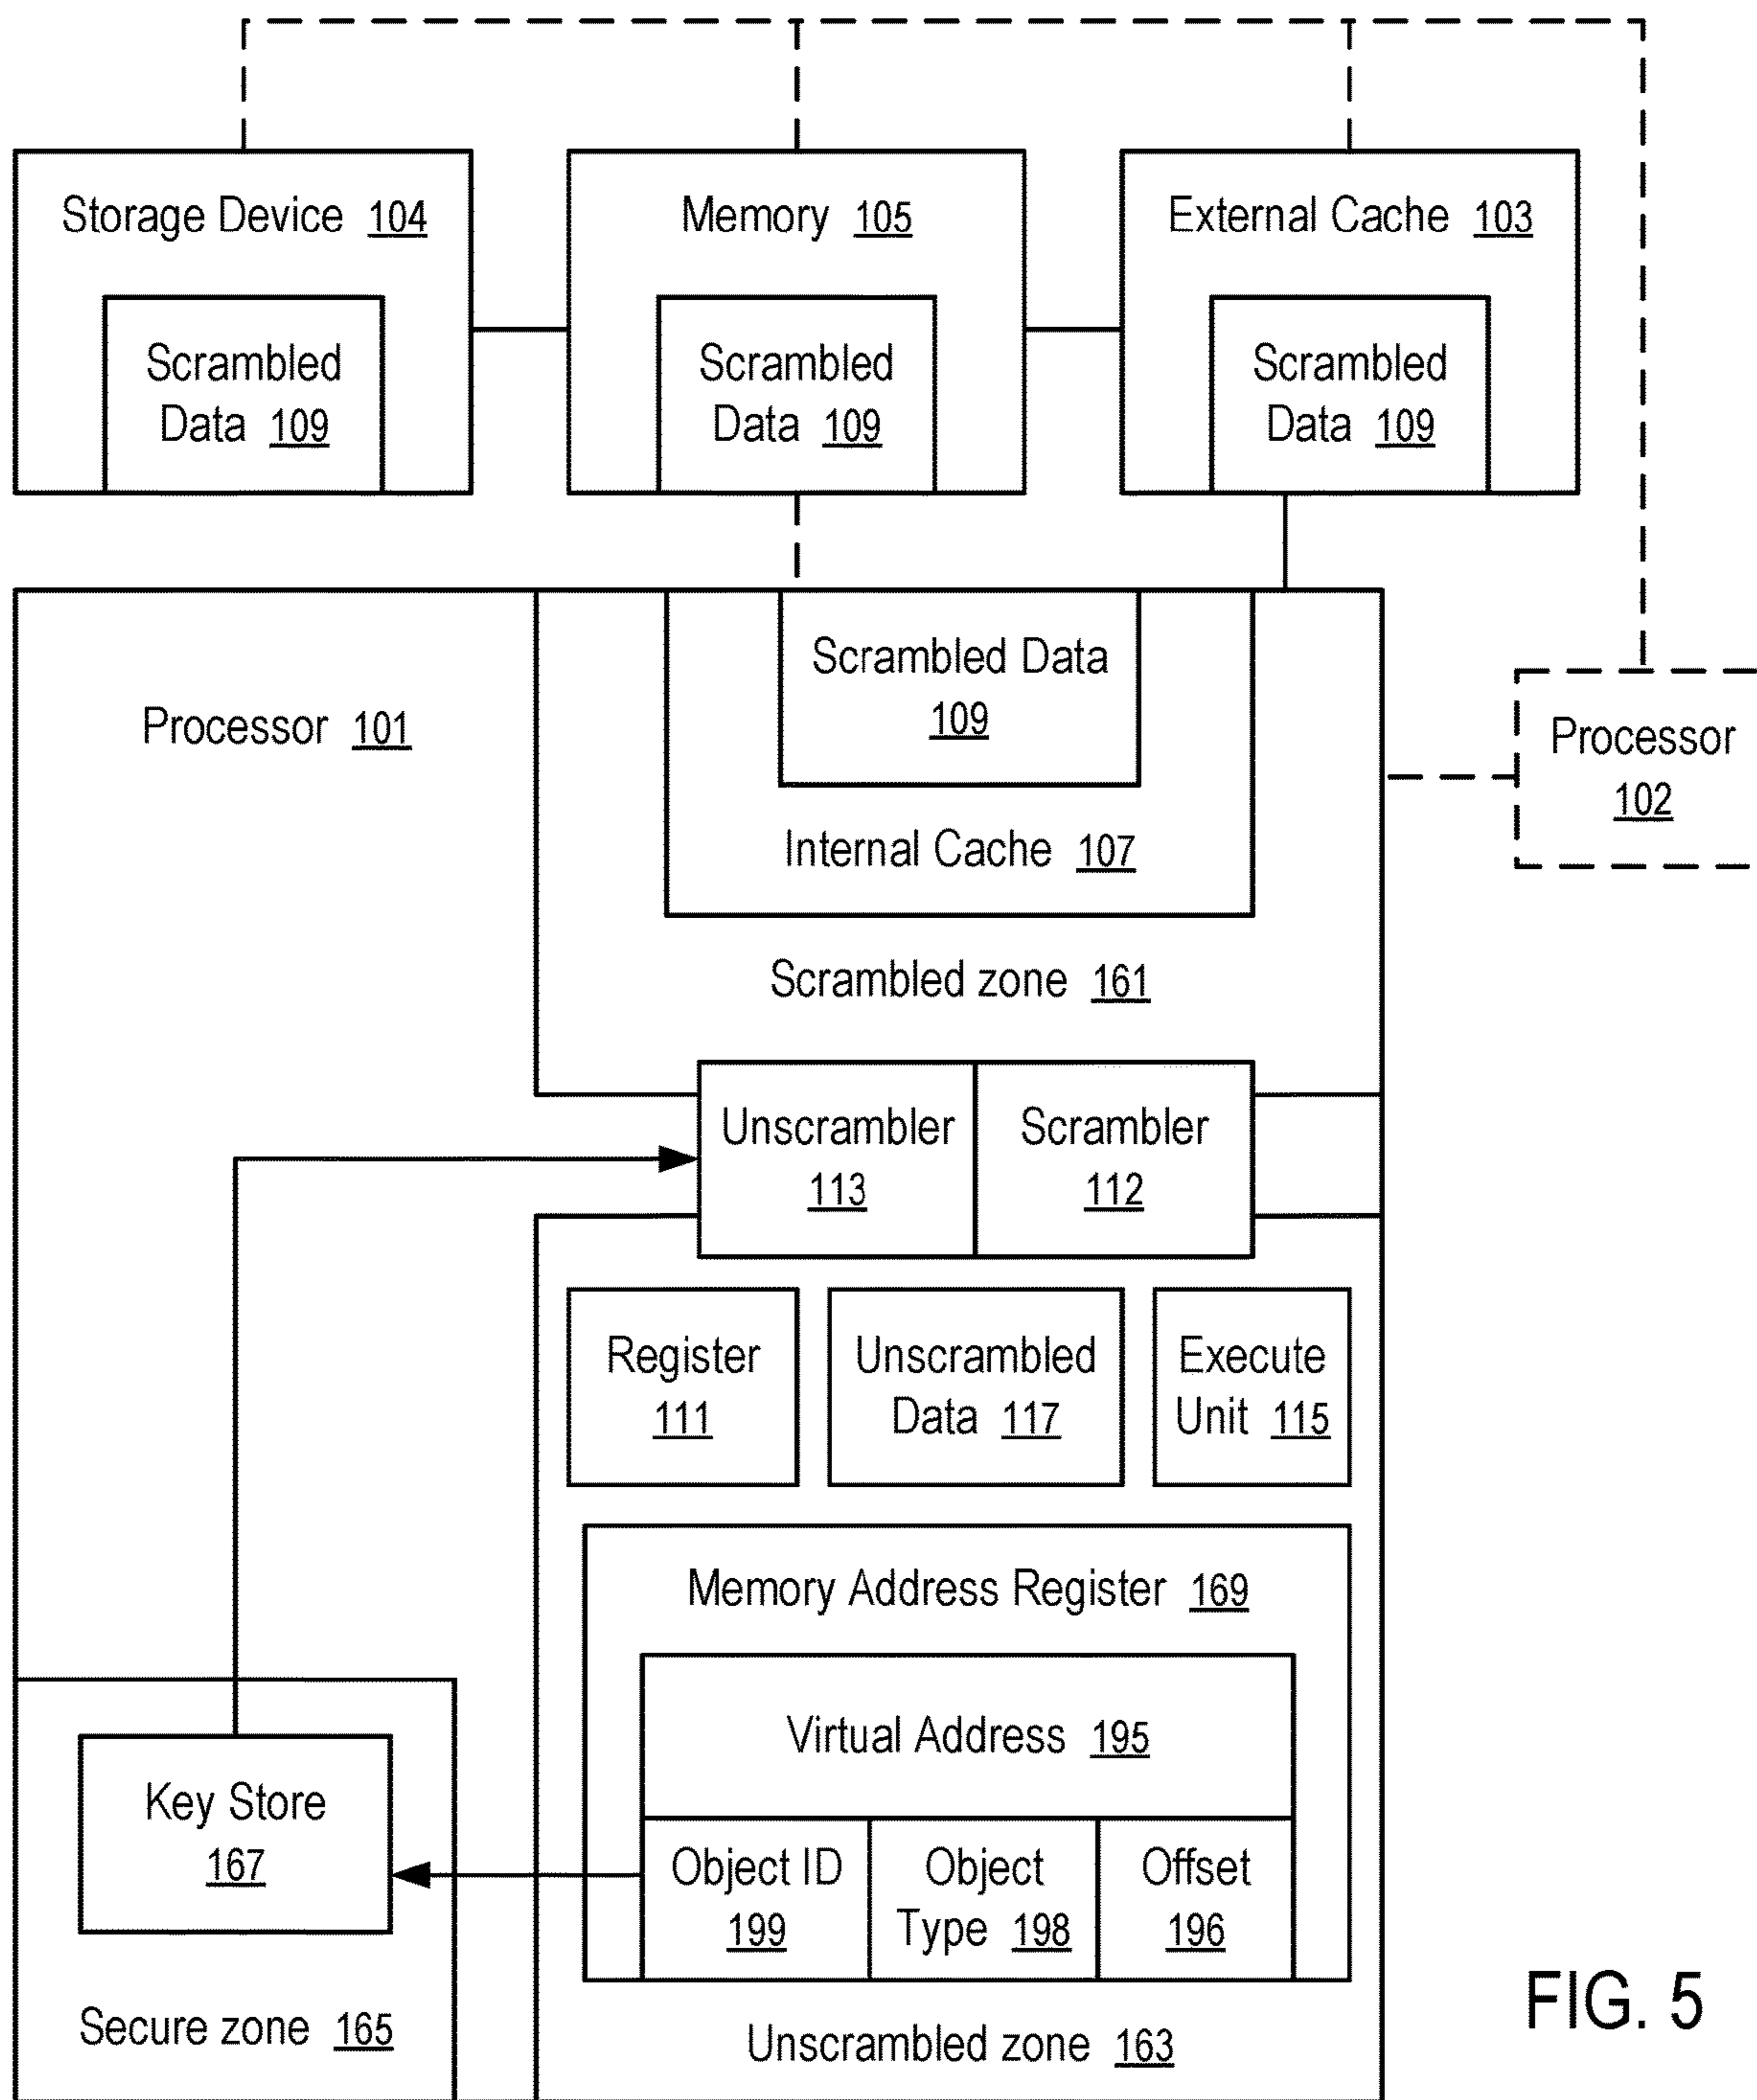 Storage Device 104
Scrambled
Data 109
Memory 105
Scrambled
Data 109
External Cache 103
Scrambled
Data 109
Processor 101
Scrambled Data
109
Internal Cache 107
Scrambled zone 161
Processor
102
Unscrambler
113
Scrambler
112
Register
111
Unscrambled
Data 117
Execute
Unit 115
Memory Address Register 169
Virtual Address 195
Object ID
199
Object
Type 198
Offset
196
Key Store
167
Secure zone 165
Unscrambled zone 163
FIG. 5